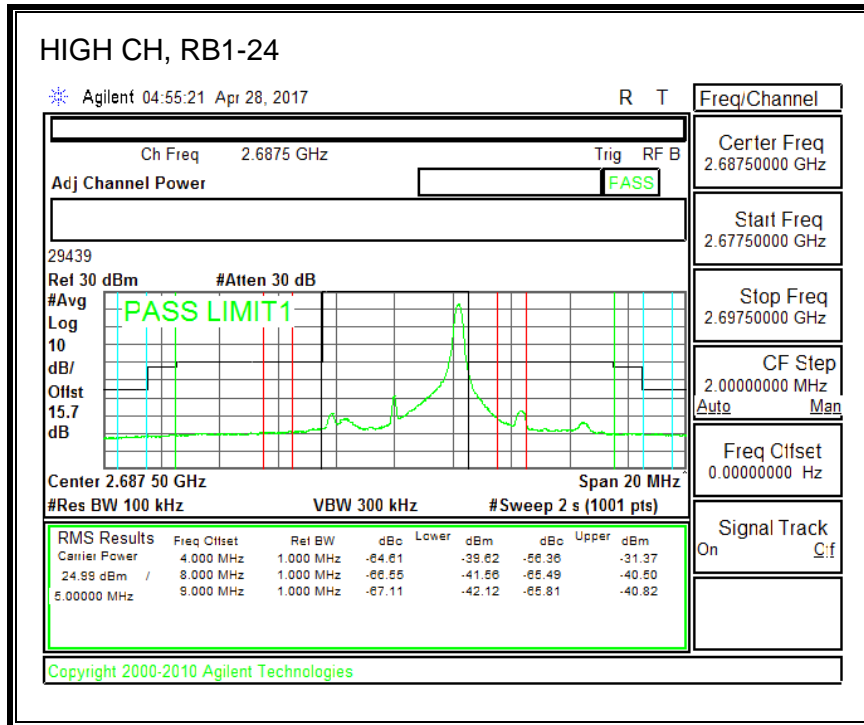 HIGH CH, RB1-24
Agilent 04:55:21 Apr 28, 2017 R T
Freq/Channel
Ch Freq 2.6875 GHz Trig RF B
Adj Channel Power PASS
Center Freq
2.68750000 GHz
Start Freq
2.67750000 GHz
Stop Freq
2.69750000 GHz
CF Step
2.00000000 MHz
Auto Man
Freq Offset
0.00000000 Hz
Signal Track
On Off
29439
Ref 30 dBm #Atten 30 dB
#Avg
Log
10
dB/
Offst
15.7
dB
PASS LIMIT1
Center 2.687 50 GHz Span 20 MHz
#Res BW 100 kHz VBW 300 kHz #Sweep 2 s (1001 pts)
RMS Results Freq Offset Ref BW dBc Lower dBm dBc Upper dBm
Carrier Power 4.000 MHz 1.000 MHz -64.61 -39.62 -56.36 -31.37
24.99 dBm / 8.000 MHz 1.000 MHz -66.55 -41.56 -65.49 -40.50
5.00000 MHz 9.000 MHz 1.000 MHz -67.11 -42.12 -65.81 -40.82
Copyright 2000-2010 Agilent Technologies